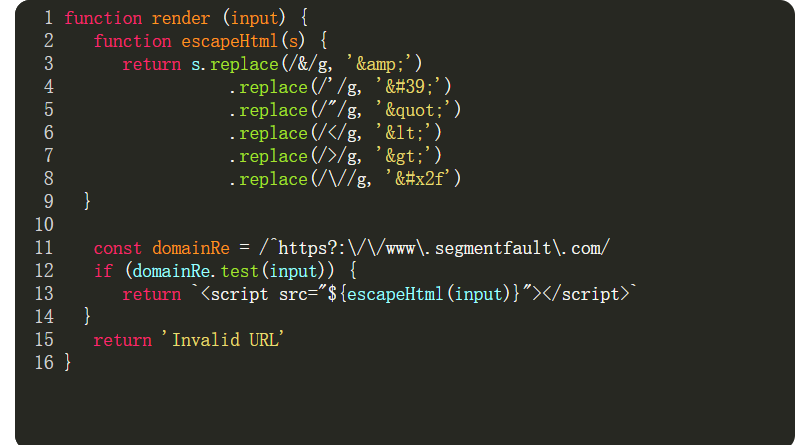 1 function render (input) {
2 function escapeHtml(s) {
3 return s.replace(/&/g, '&amp;')
4 .replace(/'/g, '&#39;')
5 .replace(/"/g, '&quot;')
6 .replace(/</g, '&lt;')
7 .replace(/>/g, '&gt;')
8 .replace(/\//g, '&#x2f')
9 }
10
11 const domainRe = /^https?:\/\/www\.segmentfault\.com/
12 if (domainRe.test(input)) {
13 return `<script src="${escapeHtml(input)}"></script>`
14 }
15 return 'Invalid URL'
16 }